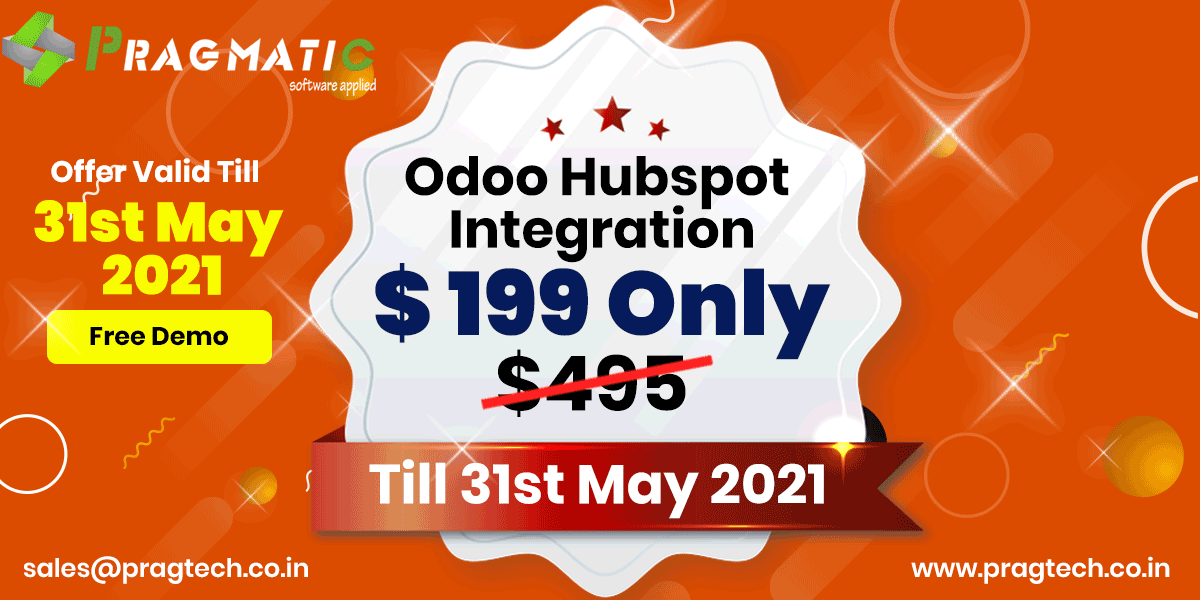 PRAGMATIC
software applied
Offer Valid Till
31st May
2021
Free Demo
Odoo Hubspot
Integration
$ 199 Only
$495
Till 31st May 2021
sales@pragtech.co.in
www.pragtech.co.in